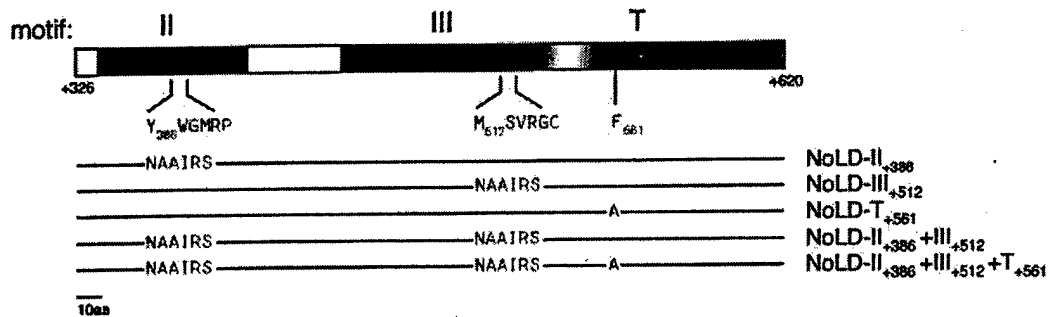 motif: II III T
+326 +620
Y386WGMRP M512SVRGC F561
NAAIRS NoLD-II+386
NAAIRS NoLD-III+512
A NoLD-T+561
NAAIRS NAAIRS NoLD-II+386+III+512
NAAIRS NAAIRS A NoLD-II+386+III+512+T+561
10aa